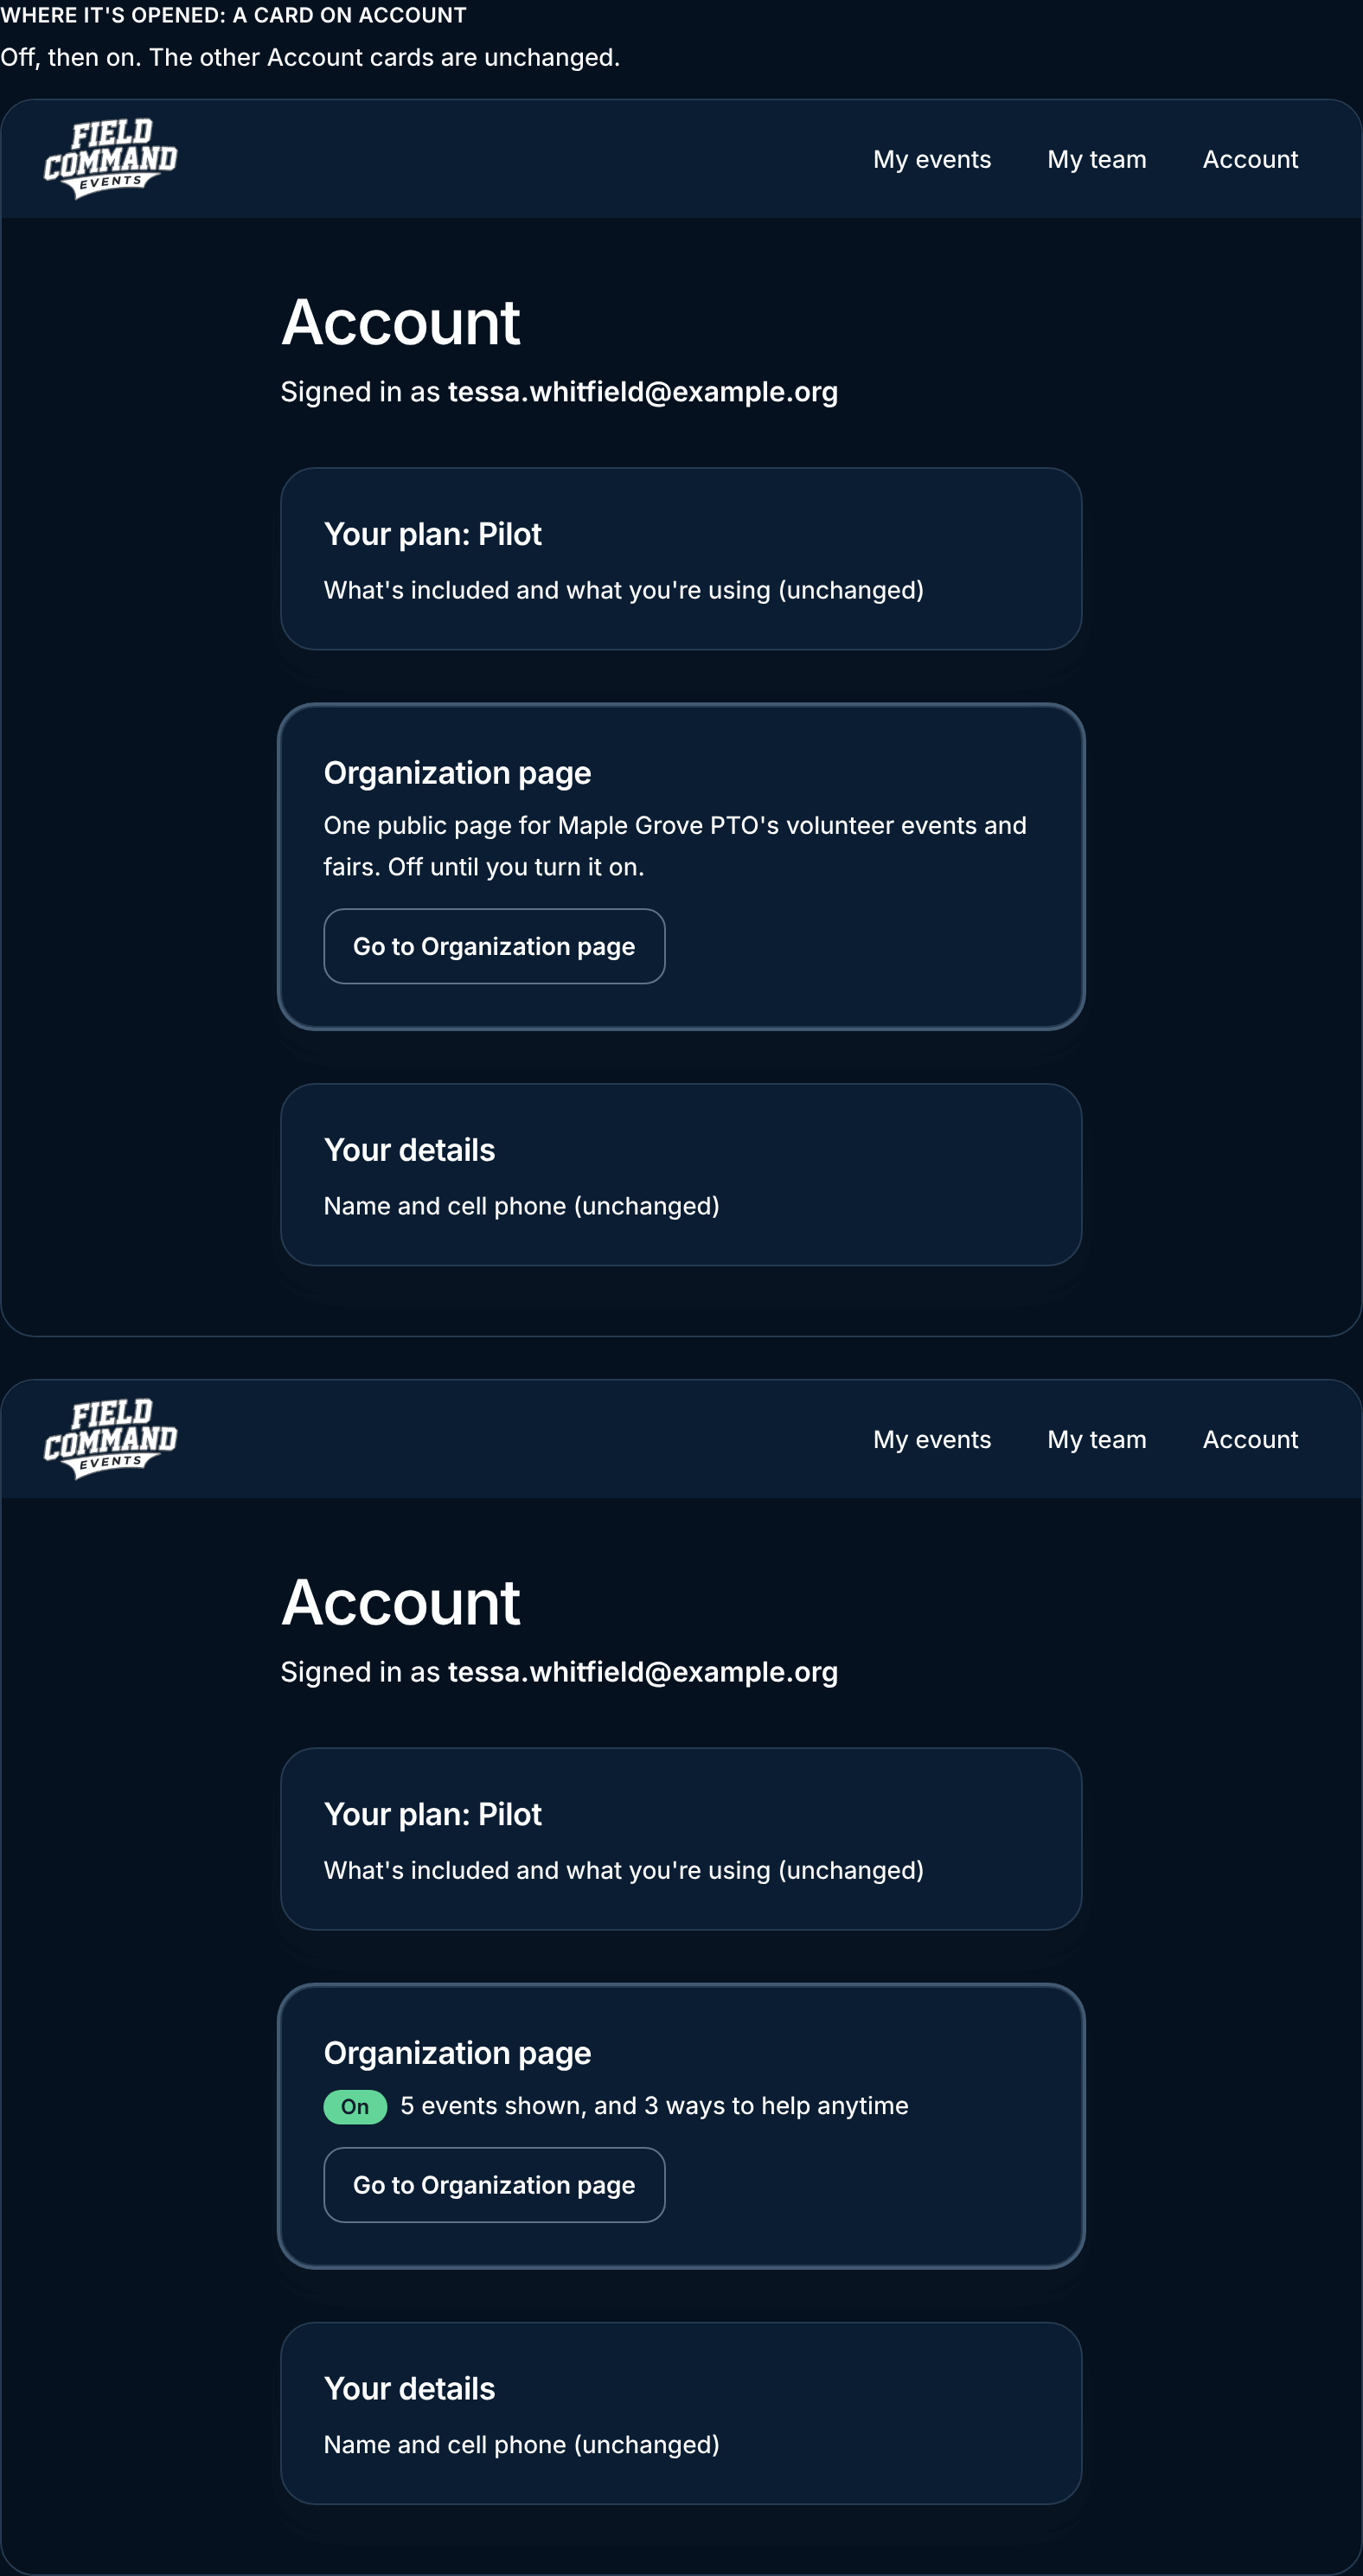 WHERE IT'S OPENED: A CARD ON ACCOUNT
Off, then on. The other Account cards are unchanged.
FIELD
COMMAND
EVENTS
My events My team Account
Account
Signed in as tessa.whitfield@example.org
Your plan: Pilot
What's included and what you're using (unchanged)
Organization page
One public page for Maple Grove PTO's volunteer events and
fairs. Off until you turn it on.
Go to Organization page
Your details
Name and cell phone (unchanged)
FIELD
COMMAND
EVENTS
My events My team Account
Account
Signed in as tessa.whitfield@example.org
Your plan: Pilot
What's included and what you're using (unchanged)
Organization page
On 5 events shown, and 3 ways to help anytime
Go to Organization page
Your details
Name and cell phone (unchanged)